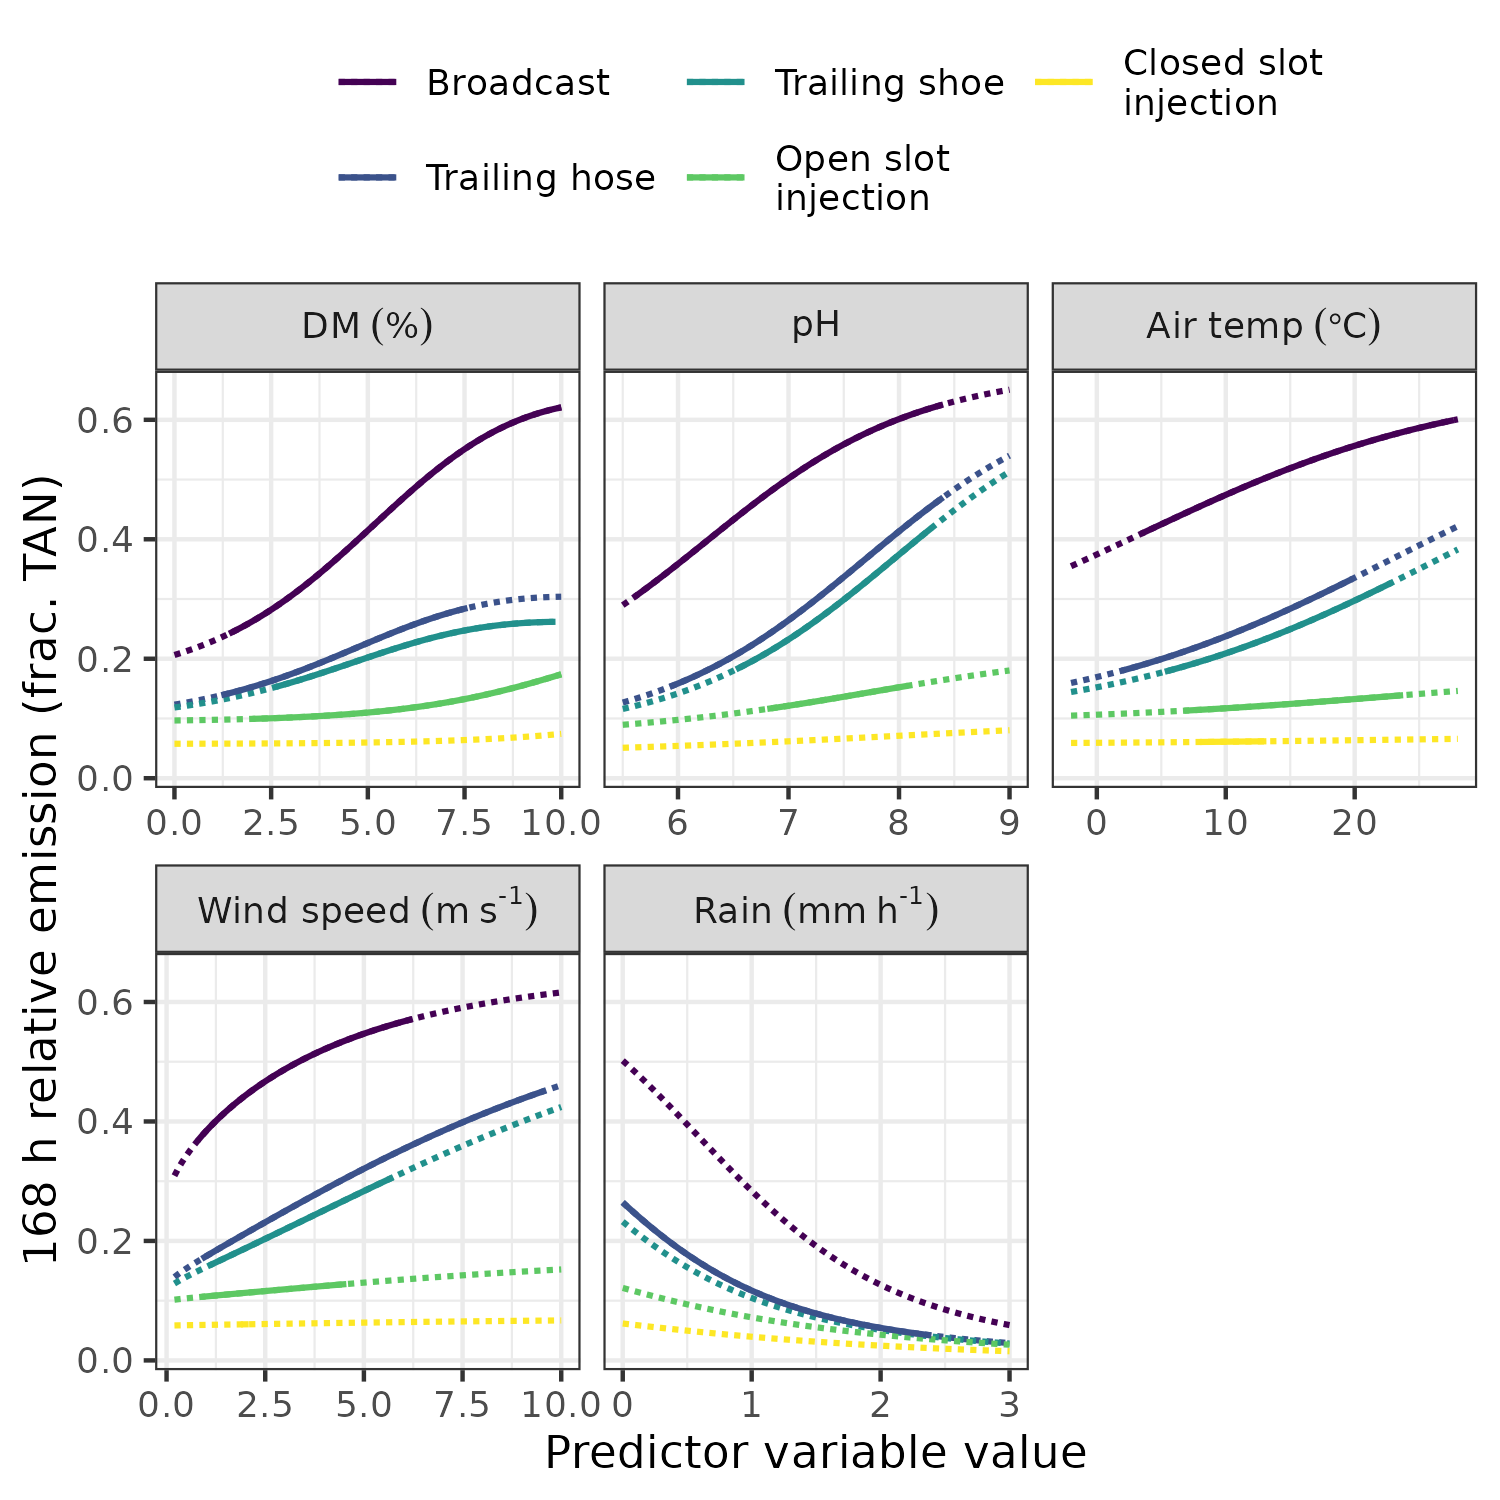 Broadcast
Trailing shoe
Closed slot
injection
Trailing hose
Open slot
injection
168 h relative emission (frac. TAN)
DM (%)
pH
Air temp (°C)
0.6
0.4
0.2
0.0
0.0 2.5 5.0 7.5 10.0
6 7 8 9
0 10 20
Wind speed (m s⁻¹)
Rain (mm h⁻¹)
0.6
0.4
0.2
0.0
0.0 2.5 5.0 7.5 10.0
0 1 2 3
Predictor variable value